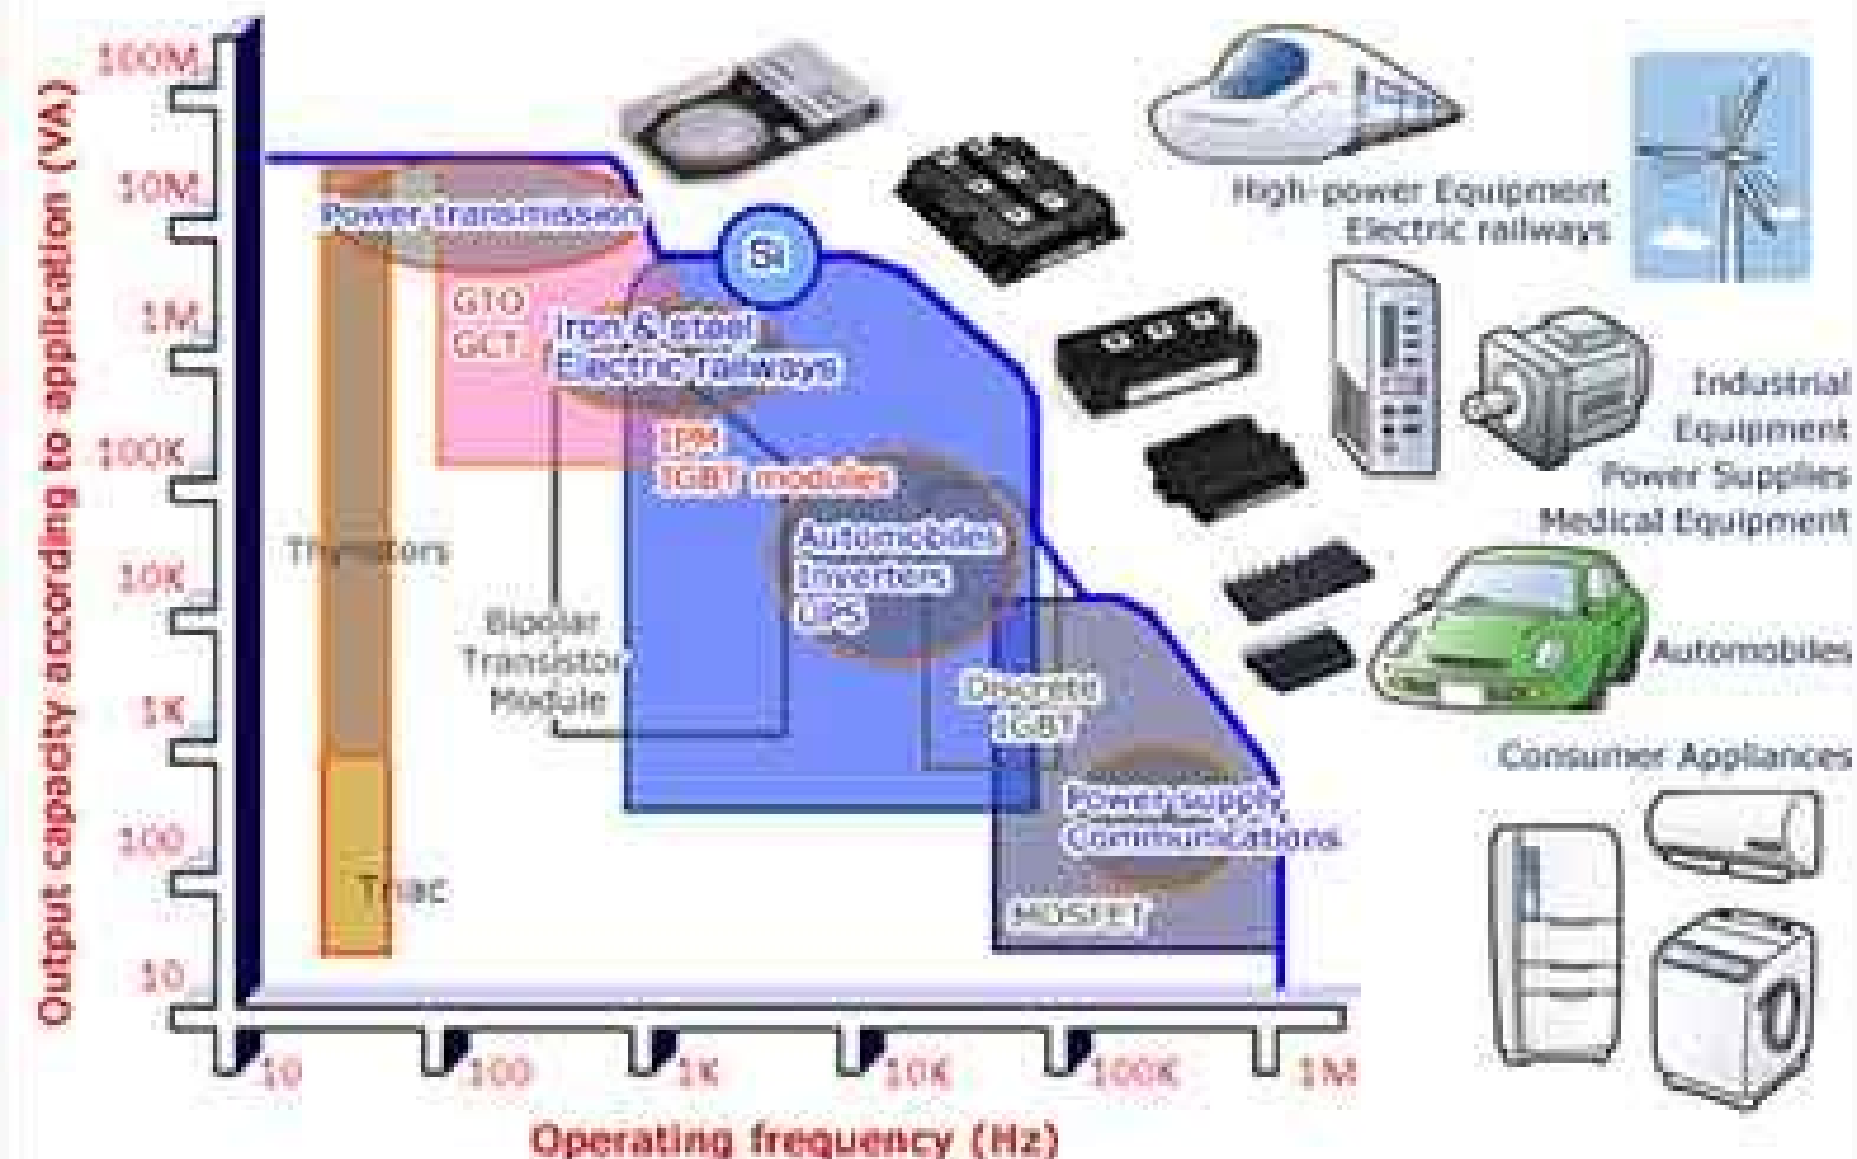 Output capacity according to application (VA)
100M
10M
1M
100K
10K
1K
100
10
Power transmission
Si
GTO
GCT
Iron & steel
Electric railways
IPM
IGBT modules
Thyristors
Automobiles
Inverters
UPS
Bipolar
Transistor
Module
Discrete
IGBT
Power supply
Communications
Triac
MOSFET
High-power Equipment
Electric railways
Industrial
Equipment
Power Supplies
Medical Equipment
Automobiles
Consumer Appliances
10
100
1K
10K
100K
1M
Operating frequency (Hz)